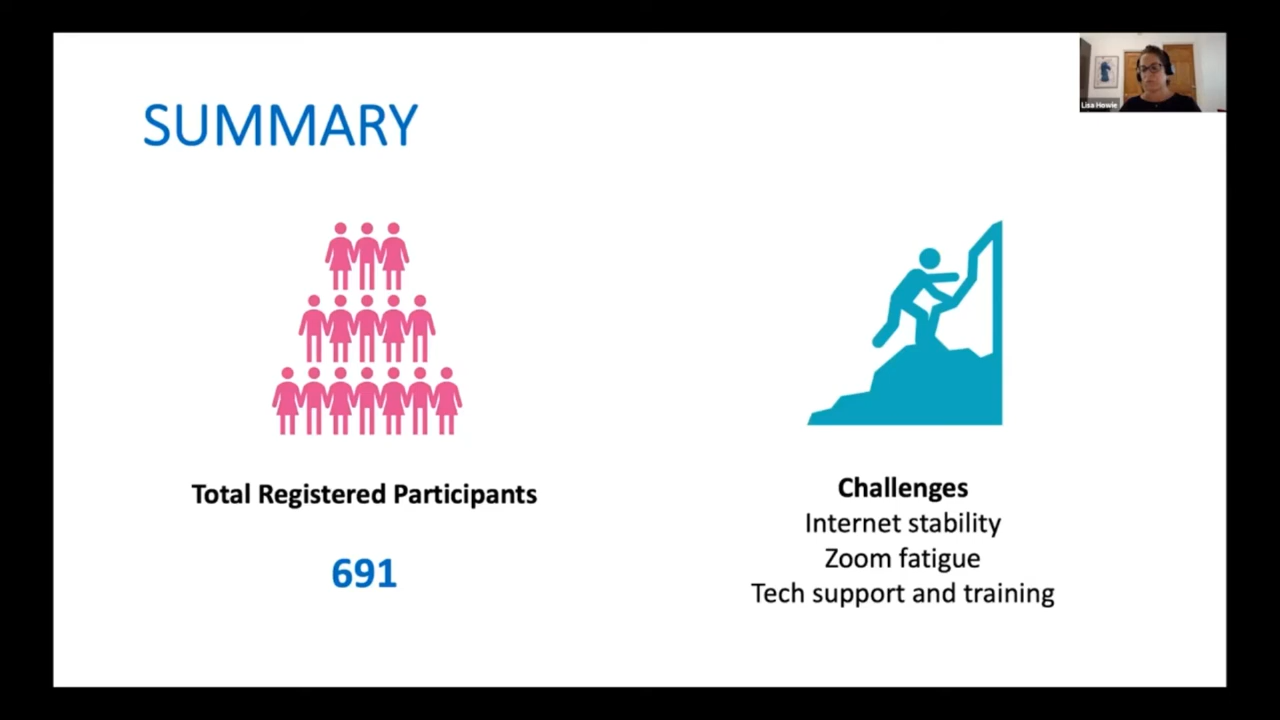 SUMMARY
Lisa Howie
Total Registered Participants
691
Challenges
Internet stability
Zoom fatigue
Tech support and training